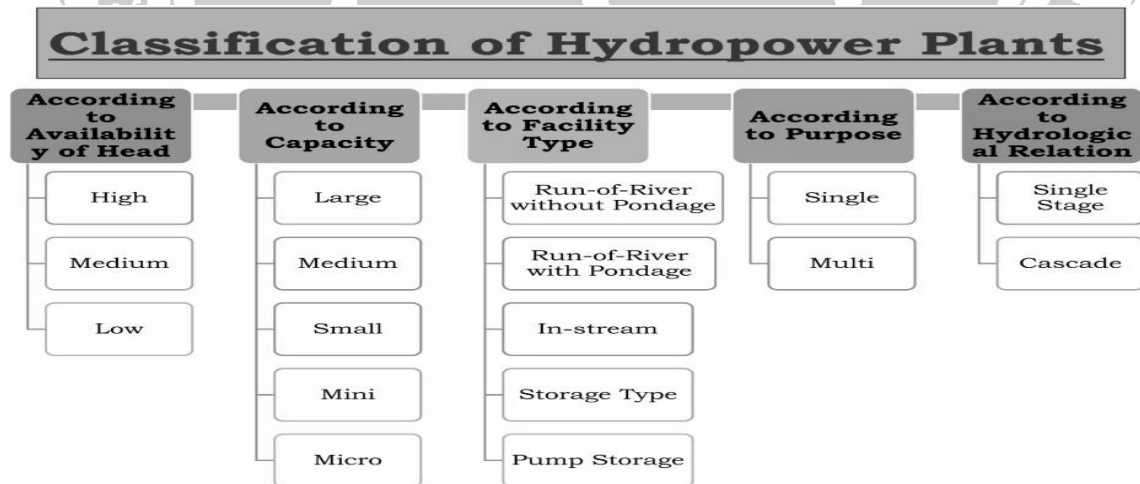 Classification of Hydropower Plants
According
to
Availabilit
y of Head
High
Medium
Low
According
to
Capacity
Large
Medium
Small
Mini
Micro
According
to Facility
Type
Run-of-River
without Pondage
Run-of-River
with Pondage
In-stream
Storage Type
Pump Storage
According
to Purpose
Single
Multi
According
to
Hydrologic
al Relation
Single
Stage
Cascade